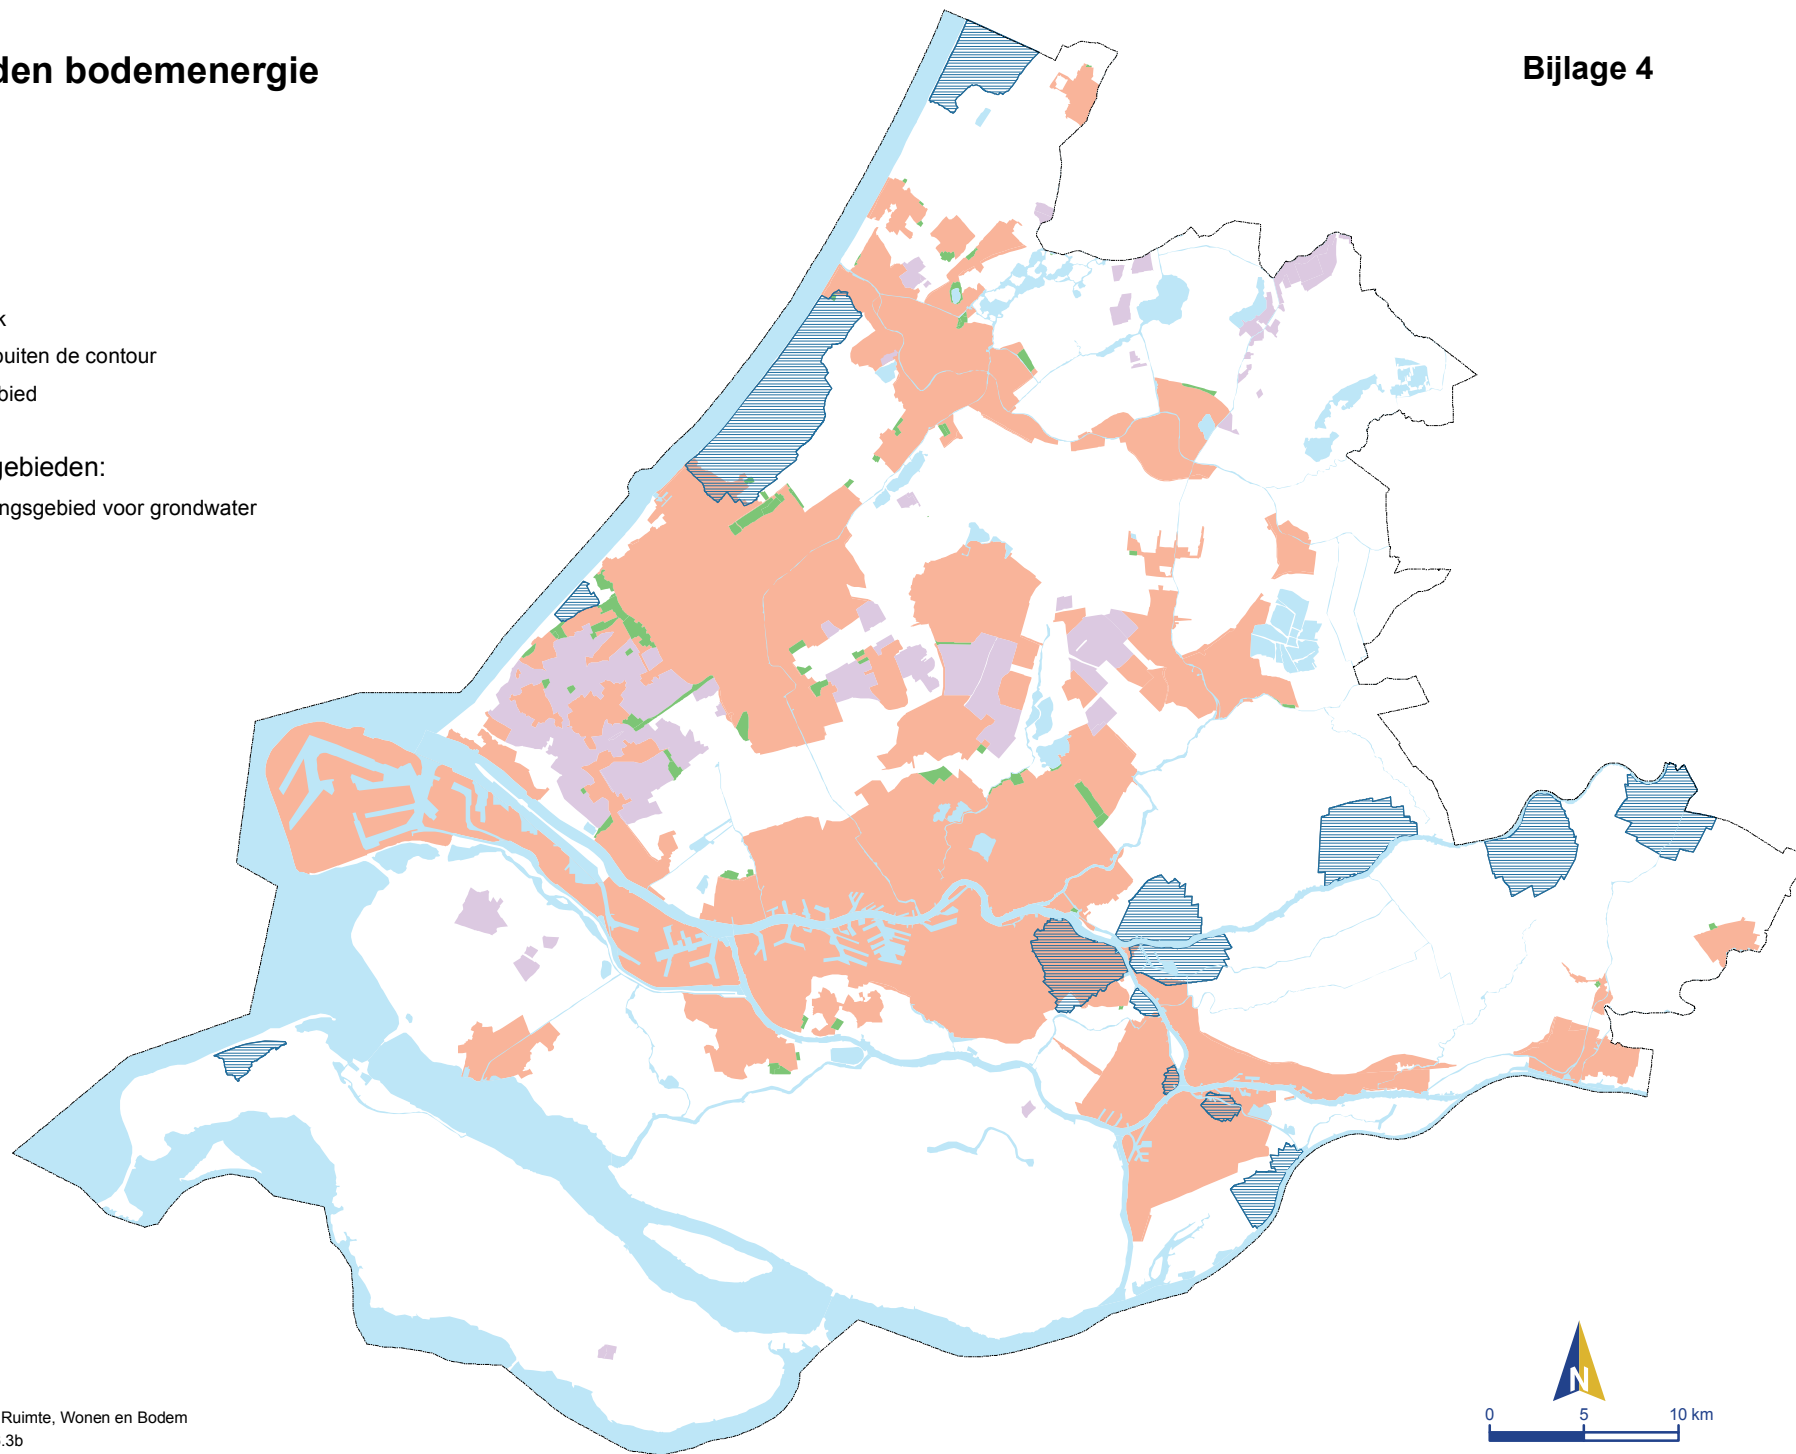 den bodemenergie
Bijlage 4
k
buiten de contour
bied
gebieden:
ngsgebied voor grondwater
Ruimte, Wonen en Bodem
.3b
N
0 5 10 km